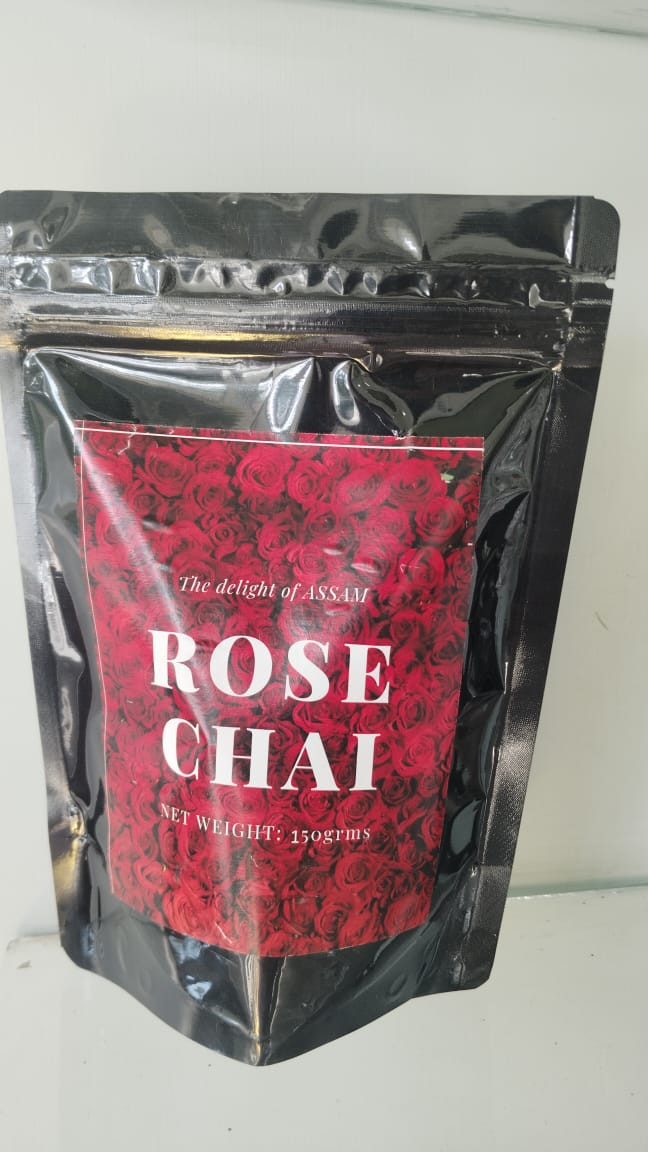 The delight of ASSAM
ROSE
CHAI
NET WEIGHT: 150grms